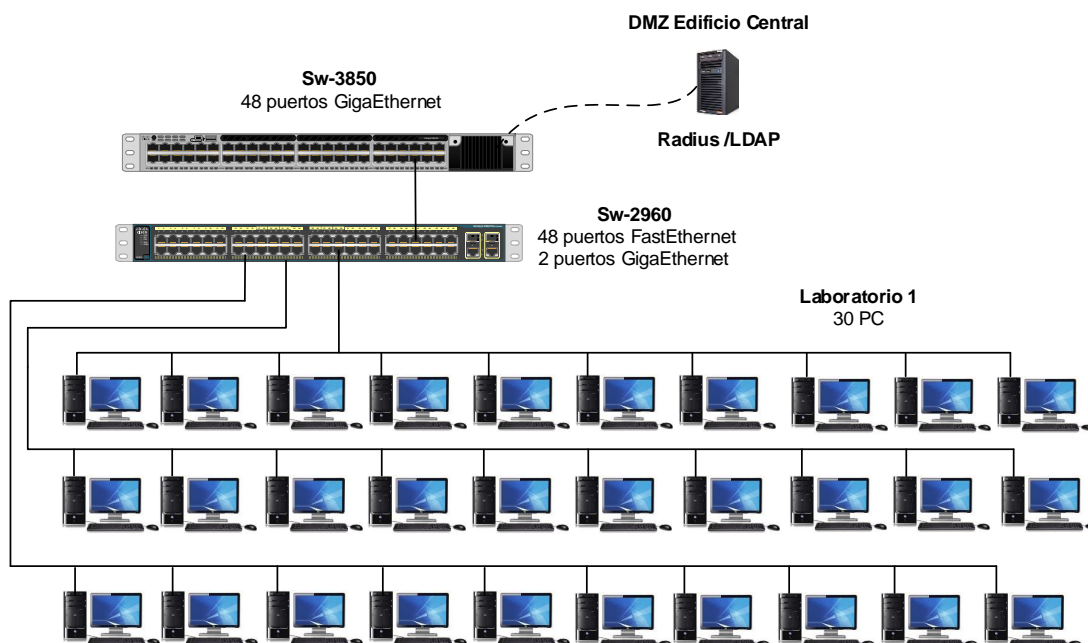 DMZ Edificio Central
Sw-3850
48 puertos GigaEthernet
Radius /LDAP
Sw-2960
48 puertos FastEthernet
2 puertos GigaEthernet
Laboratorio 1
30 PC